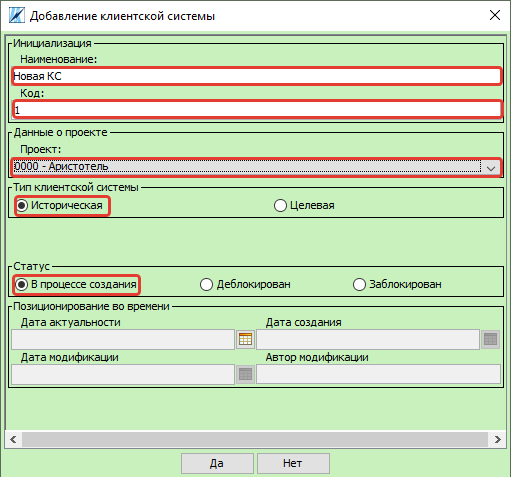 Добавление клиентской системы
Инициализация
Наименование:
Новая КС
Код:
1
Данные о проекте
Проект:
0000 - Аристотель
Тип клиентской системы
Историческая Целевая
Статус
В процессе создания Деблокирован Заблокирован
Позиционирование во времени
Дата актуальности Дата создания
Дата модификации Автор модификации
Да Нет